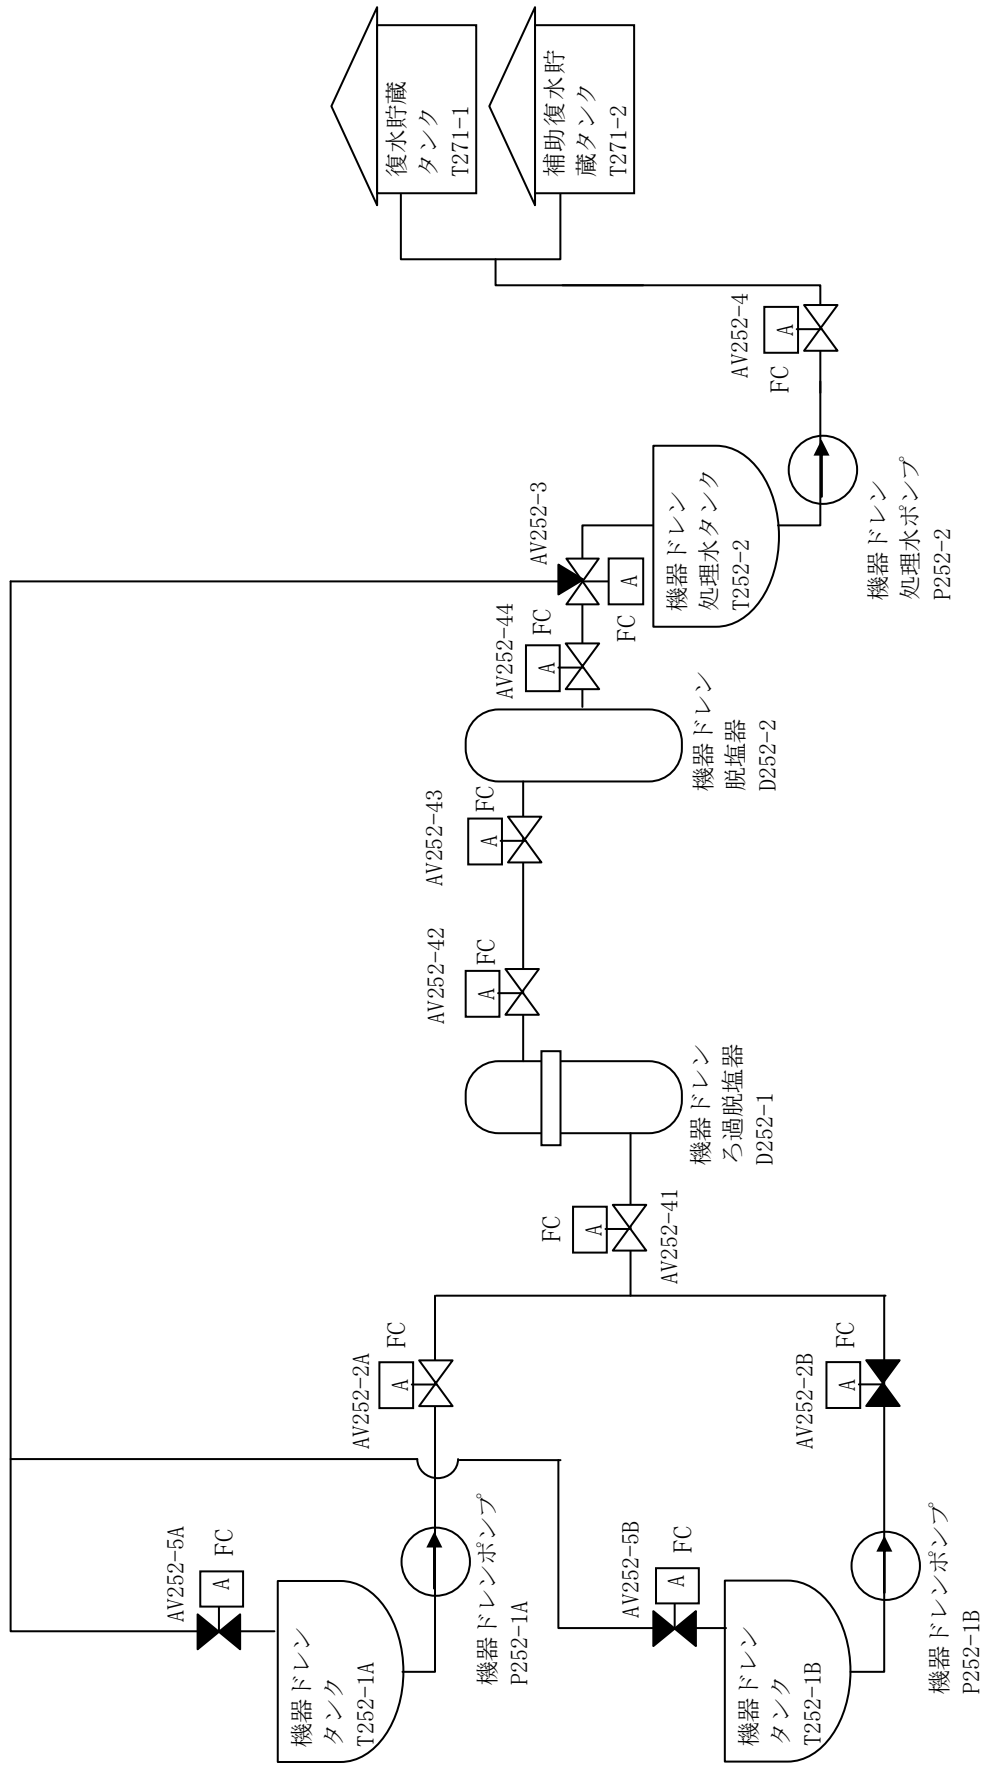 復水貯蔵
タンク
T271-1
補助復水貯
蔵タンク
T271-2
AV252-4
A
FC
機器ドレン
処理水ポンプ
P252-2
AV252-3
A
FC
機器ドレン
処理水タンク
T252-2
AV252-44
A
FC
機器ドレン
脱塩器
D252-2
AV252-43
A
FC
AV252-42
A
FC
機器ドレン
ろ過脱塩器
D252-1
AV252-41
A
FC
AV252-2A
A
FC
AV252-2B
A
FC
AV252-5A
A
FC
機器ドレン
タンク
T252-1A
機器ドレンポンプ
P252-1A
AV252-5B
A
FC
機器ドレン
タンク
T252-1B
機器ドレンポンプ
P252-1B